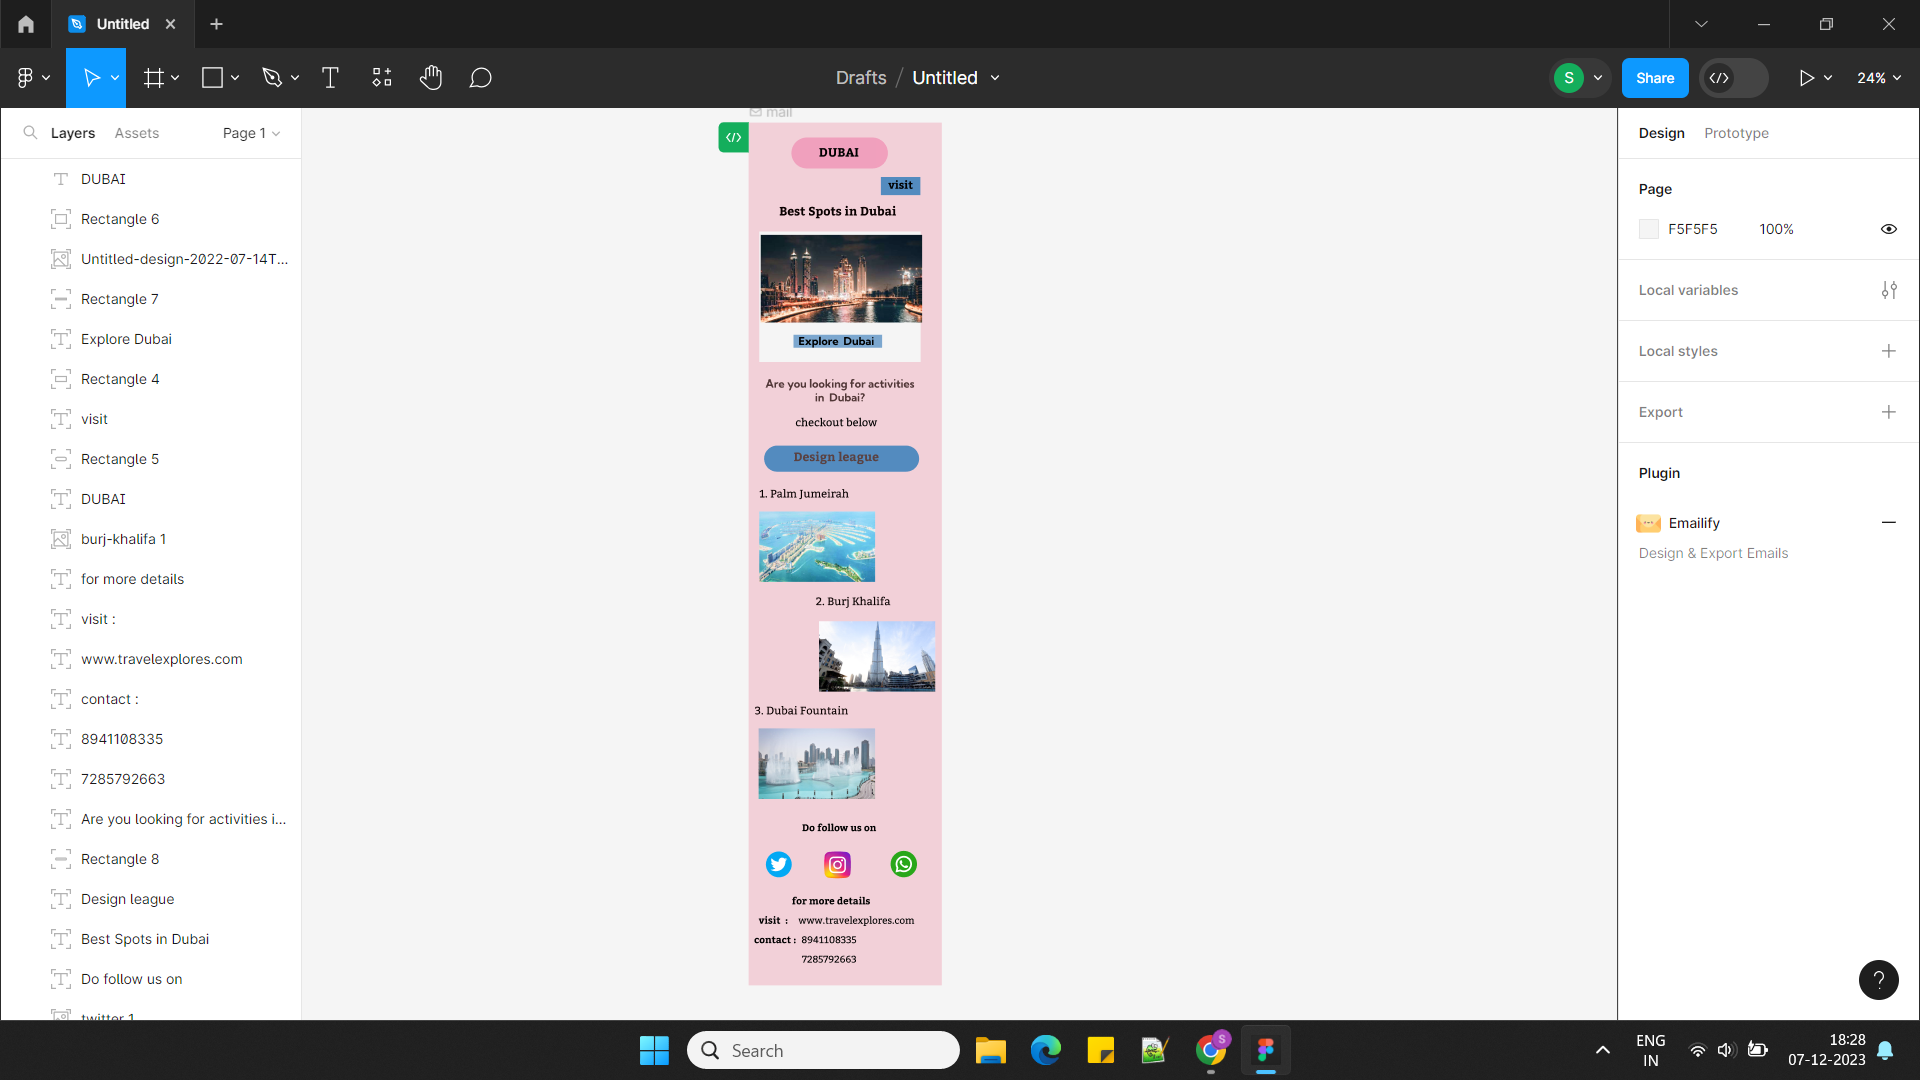 Untitled
Drafts / Untitled
S
Share
24%
Layers
Assets
Page 1
DUBAI
Rectangle 6
Untitled-design-2022-07-14T...
Rectangle 7
Explore Dubai
Rectangle 4
visit
Rectangle 5
DUBAI
burj-khalifa 1
for more details
visit :
www.travelexplores.com
contact :
8941108335
7285792663
Are you looking for activities i...
Rectangle 8
Design league
Best Spots in Dubai
Do follow us on
twitter 1
mail
DUBAI
visit
Best Spots in Dubai
Explore Dubai
Are you looking for activities
in Dubai?
checkout below
Design league
1. Palm Jumeirah
2. Burj Khalifa
3. Dubai Fountain
Do follow us on
for more details
visit : www.travelexplores.com
contact : 8941108335
7285792663
Design
Prototype
Page
F5F5F5 100%
Local variables
Local styles
Export
Plugin
Emailify
Design & Export Emails
?
Search
S
ENG
IN
18:28
07-12-2023